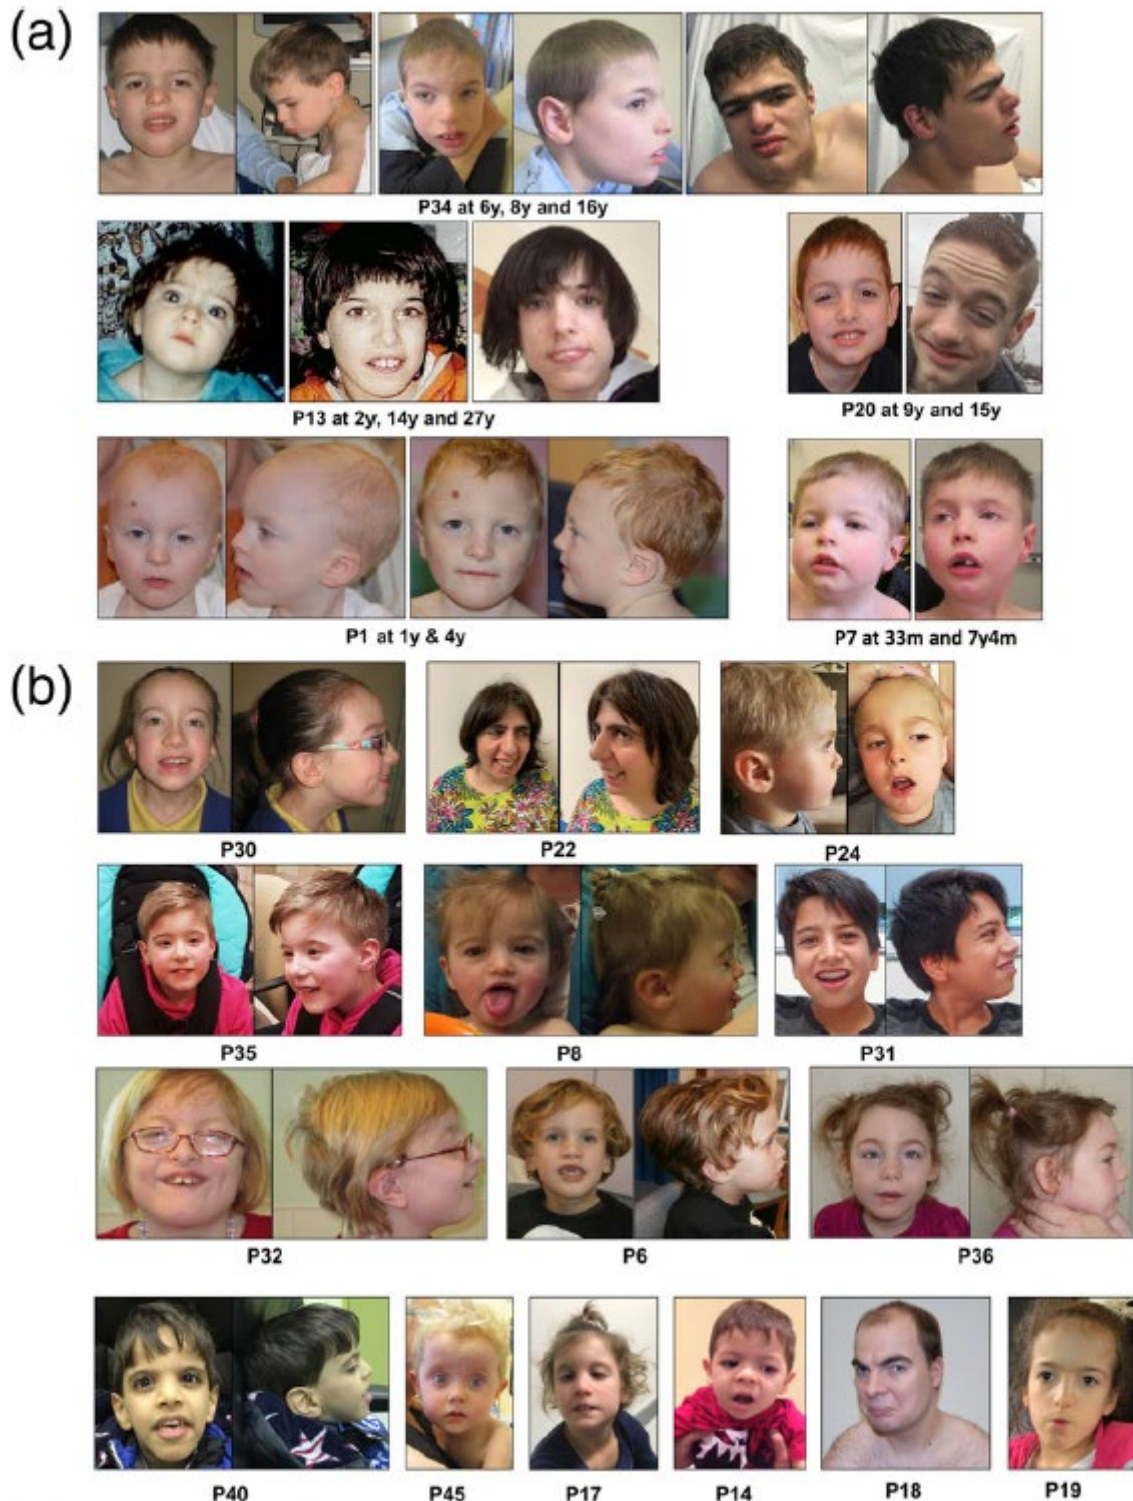 (a)
P34 at 6y, 8y and 16y
P13 at 2y, 14y and 27y
P20 at 9y and 15y
P1 at 1y & 4y
P7 at 33m and 7y4m
(b)
P30
P22
P24
P35
P8
P31
P32
P6
P36
P40
P45
P17
P14
P18
P19